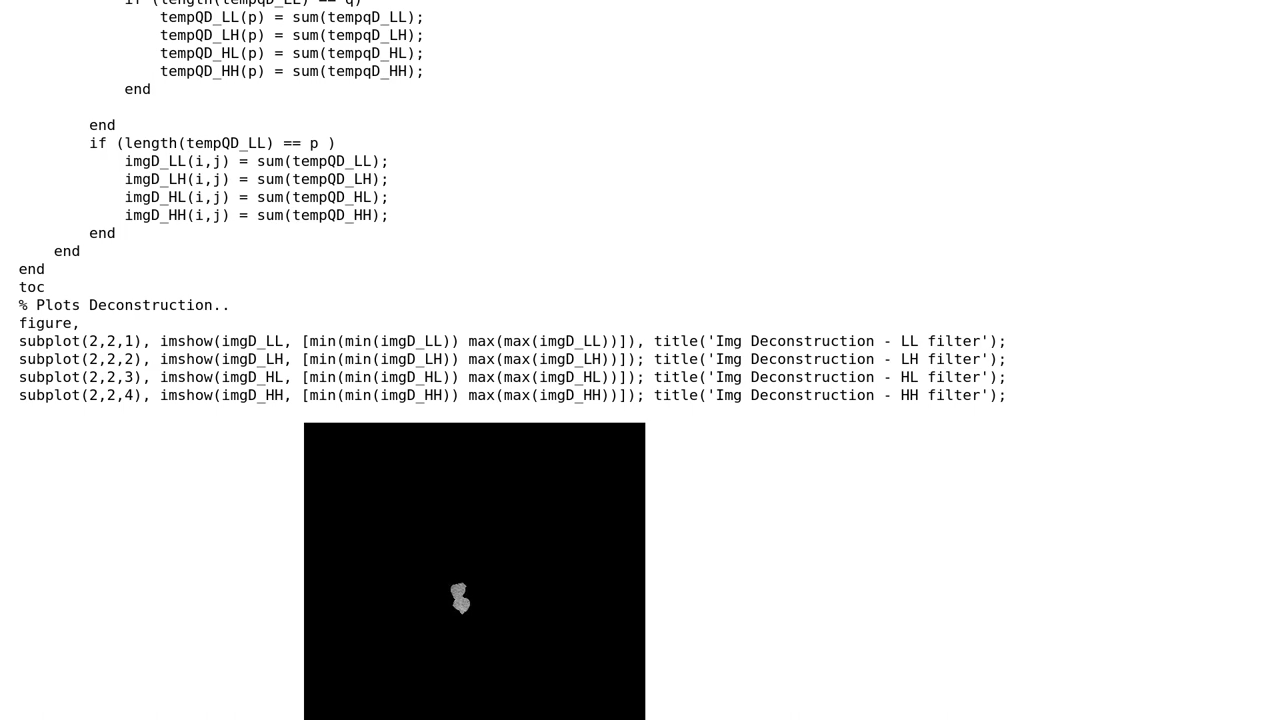 if (length(tempqD_LL) == q)
tempQD_LL(p) = sum(tempqD_LL);
tempQD_LH(p) = sum(tempqD_LH);
tempQD_HL(p) = sum(tempqD_HL);
tempQD_HH(p) = sum(tempqD_HH);
end
end
if (length(tempQD_LL) == p )
imgD_LL(i,j) = sum(tempQD_LL);
imgD_LH(i,j) = sum(tempQD_LH);
imgD_HL(i,j) = sum(tempQD_HL);
imgD_HH(i,j) = sum(tempQD_HH);
end
end
end
toc
% Plots Deconstruction..
figure,
subplot(2,2,1), imshow(imgD_LL, [min(min(imgD_LL)) max(max(imgD_LL))]), title('Img Deconstruction - LL filter');
subplot(2,2,2), imshow(imgD_LH, [min(min(imgD_LH)) max(max(imgD_LH))]); title('Img Deconstruction - LH filter');
subplot(2,2,3), imshow(imgD_HL, [min(min(imgD_HL)) max(max(imgD_HL))]); title('Img Deconstruction - HL filter');
subplot(2,2,4), imshow(imgD_HH, [min(min(imgD_HH)) max(max(imgD_HH))]); title('Img Deconstruction - HH filter');